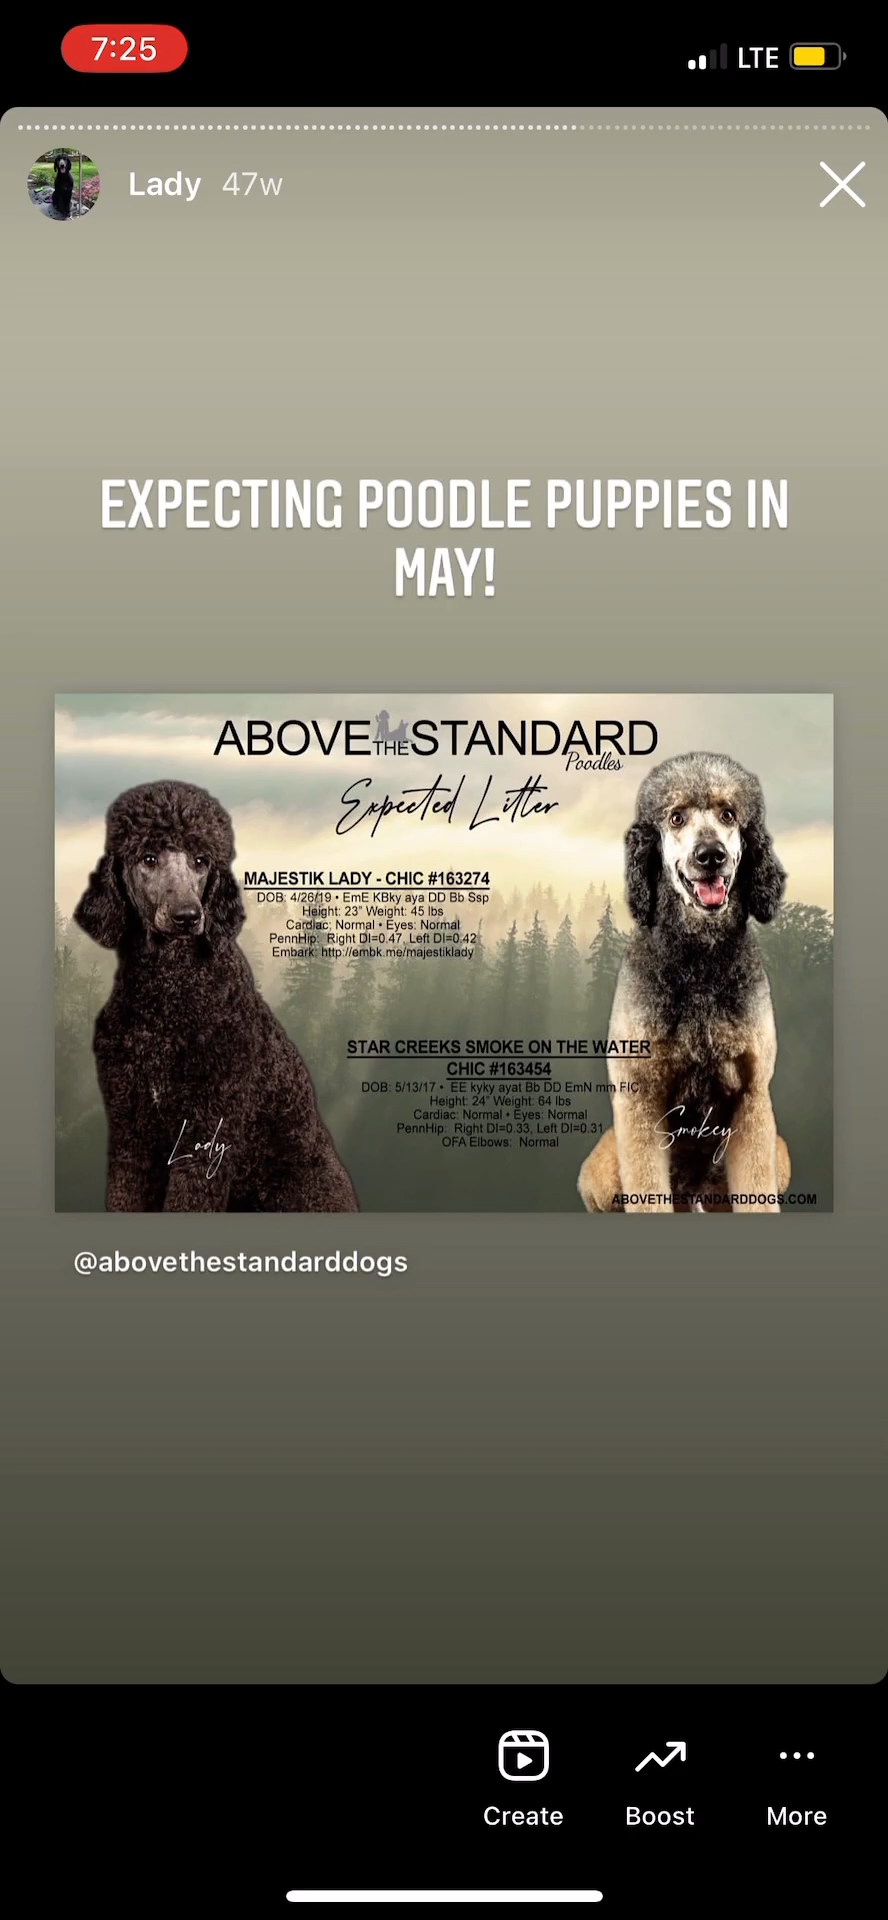 7:25
LTE
Lady 47w
EXPECTING POODLE PUPPIES IN
MAY!
ABOVE THE STANDARD
Poodles
Expected Litter
MAJESTIK LADY - CHIC #163274
DOB: 4/26/19 • EmE KBky aya DD Bb Ssp
Height: 23" Weight: 45 lbs
Cardiac: Normal • Eyes: Normal
PennHip: Right DI=0.47, Left DI=0.42
Embark: http://embk.me/majestiklady
STAR CREEKS SMOKE ON THE WATER
CHIC #163454
DOB: 5/13/17 • EE kyky ayat Bb DD EmN mm FIC
Height: 24" Weight: 64 lbs
Cardiac: Normal • Eyes: Normal
PennHip: Right DI=0.33, Left DI=0.31
OFA Elbows: Normal
Lady
Smokey
ABOVETHESTANDARDDOGS.COM
@abovethestandarddogs
Create
Boost
More